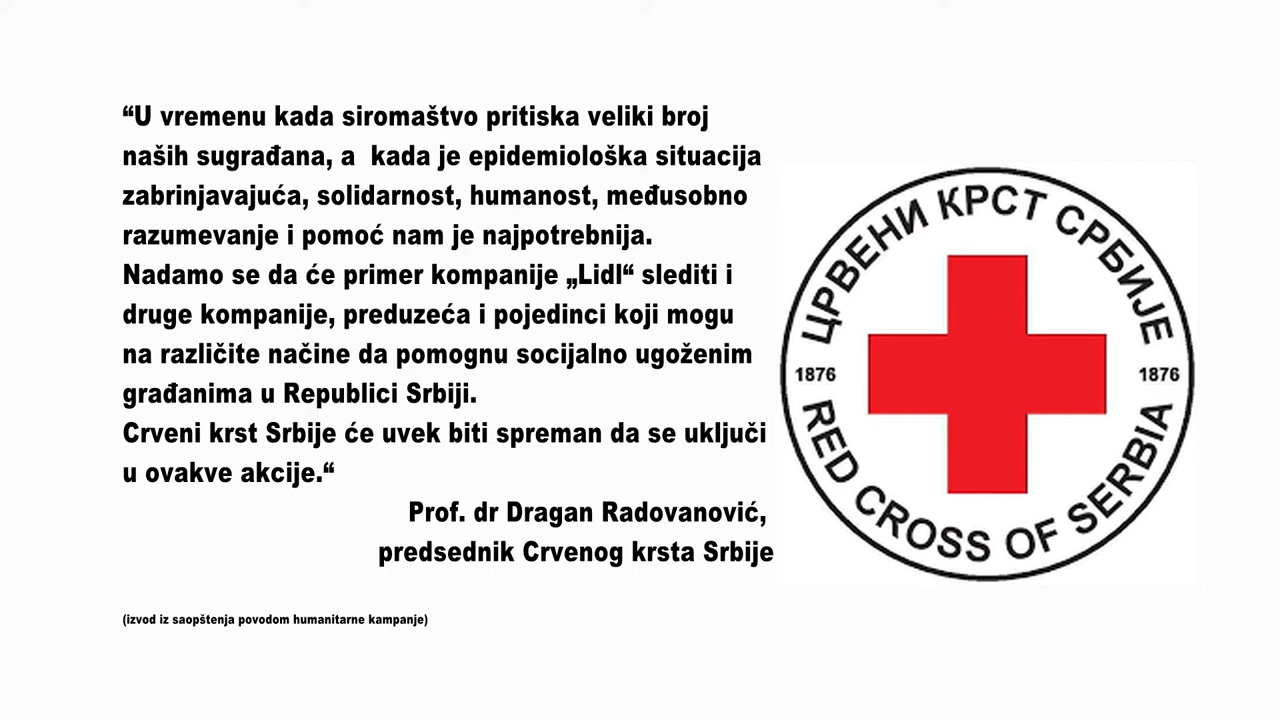 “U vremenu kada siromaštvo pritiska veliki broj
naših sugrađana, a  kada je epidemiološka situacija
zabrinjavajuća, solidarnost, humanost, međusobno
razumevanje i pomoć nam je najpotrebnija.
Nadamo se da će primer kompanije „Lidl“ slediti i
druge kompanije, preduzeća i pojedinci koji mogu
na različite načine da pomognu socijalno ugoženim
građanima u Republici Srbiji.
Crveni krst Srbije će uvek biti spreman da se uključi
u ovakve akcije.“
Prof. dr Dragan Radovanović,
predsednik Crvenog krsta Srbije
(izvod iz saopštenja povodom humanitarne kampanje)
ЦРВЕНИ КРСТ СРБИЈЕ
1876 1876
RED CROSS OF SERBIA